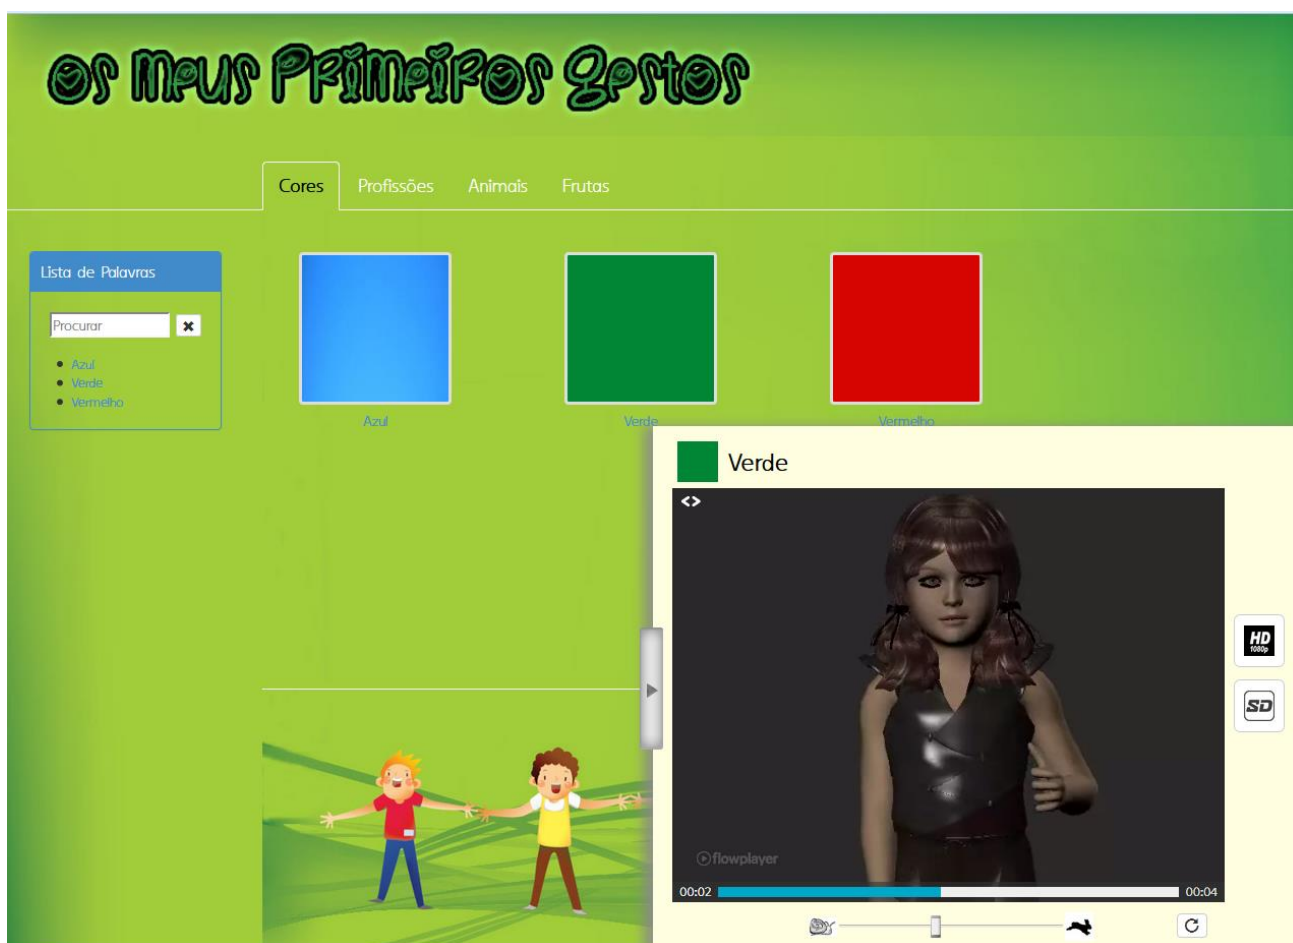 os meus Primeiros gestos
Cores Profissões Animais Frutas
Lista de Palavras
Procurar
Azul
Verde
Vermelho
Azul Verde Vermelho
Verde
flowplayer
00:02 00:04
HD
1080p
SD